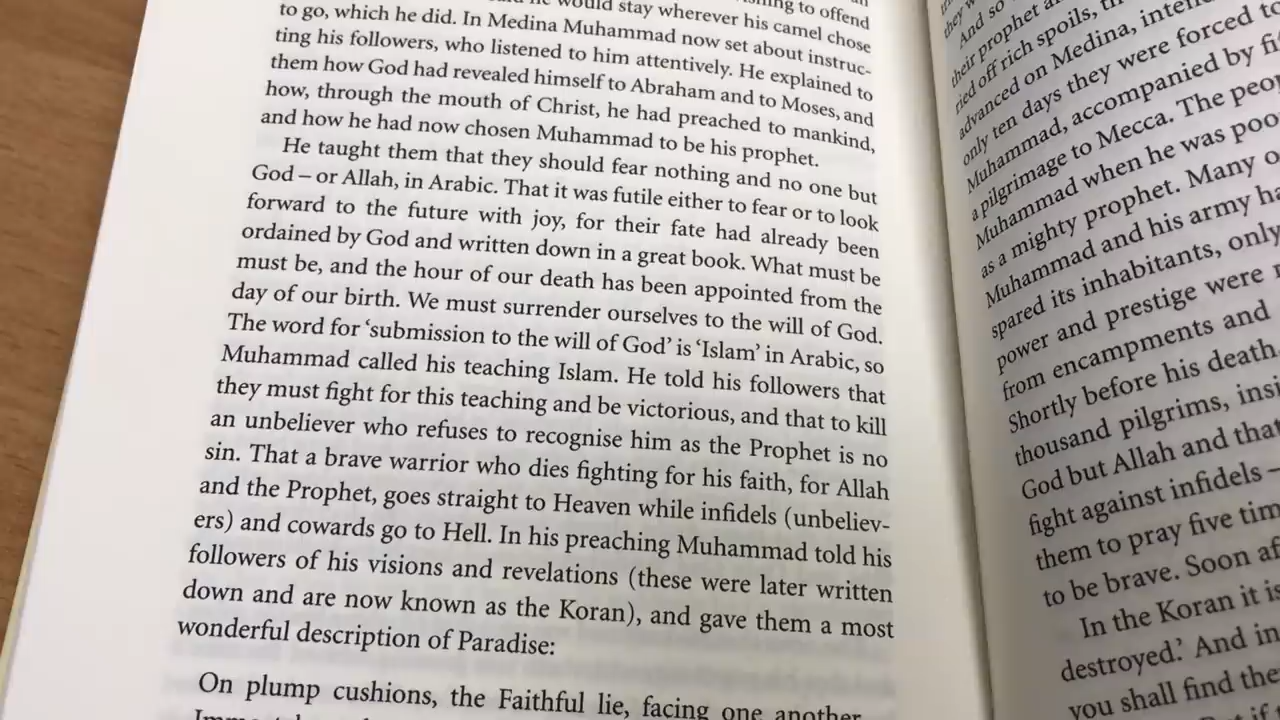 would stay wherever his camel chose
to go, which he did. In Medina Muhammad now set about instruc-
ting his followers, who listened to him attentively. He explained to
them how God had revealed himself to Abraham and to Moses, and
how, through the mouth of Christ, he had preached to mankind,
and how he had now chosen Muhammad to be his prophet.
He taught them that they should fear nothing and no one but
God – or Allah, in Arabic. That it was futile either to fear or to look
forward to the future with joy, for their fate had already been
ordained by God and written down in a great book. What must be
must be, and the hour of our death has been appointed from the
day of our birth. We must surrender ourselves to the will of God.
The word for ‘submission to the will of God’ is ‘Islam’ in Arabic, so
Muhammad called his teaching Islam. He told his followers that
they must fight for this teaching and be victorious, and that to kill
an unbeliever who refuses to recognise him as the Prophet is no
sin. That a brave warrior who dies fighting for his faith, for Allah
and the Prophet, goes straight to Heaven while infidels (unbeliev-
ers) and cowards go to Hell. In his preaching Muhammad told his
followers of his visions and revelations (these were later written
down and are now known as the Koran), and gave them a most
wonderful description of Paradise:
On plump cushions, the Faithful lie, facing one another
And so
their prophet
ried off rich spoils,
advanced on Medina,
only ten days they were forced to
Muhammad, accompanied by
a pilgrimage to Mecca. The
Muhammad when he was
as a mighty prophet. Many
Muhammad and his army
spared its inhabitants, only
power and prestige were
from encampments and
Shortly before his death
thousand pilgrims,
God but Allah and that
fight against infidels –
them to pray five
to be brave. Soon
In the Koran it is
destroyed.’ And in
you shall find the